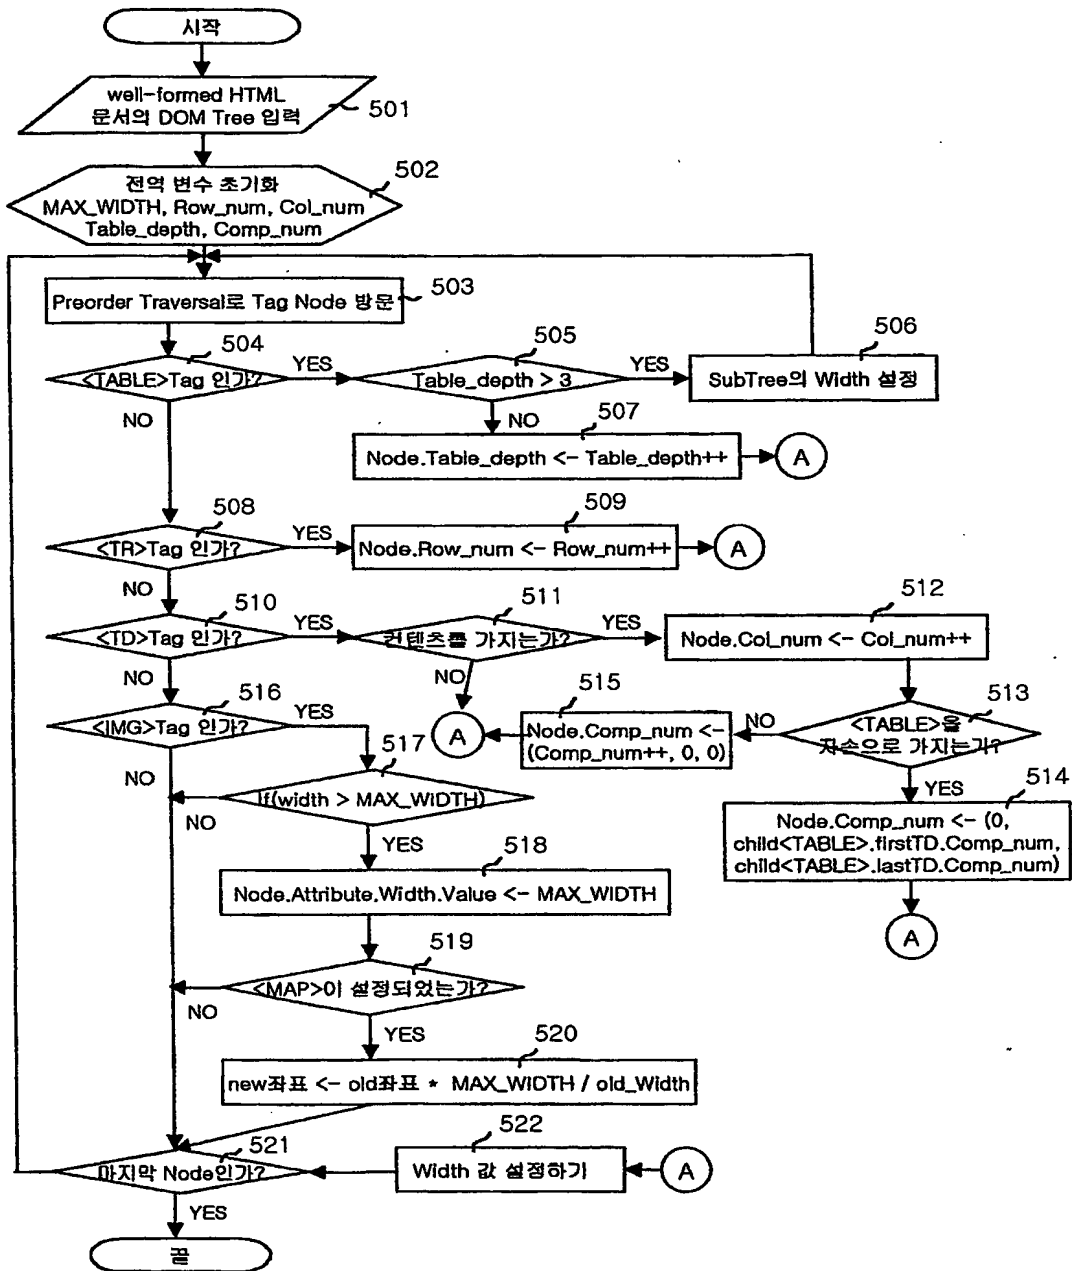 시작
well-formed HTML
문서의 DOM Tree 입력
501
전역 변수 초기화
MAX_WIDTH, Row_num, Col_num
Table_depth, Comp_num
502
Preorder Traversal로 Tag Node 방문
503
504
<TABLE>Tag 인가?
YES
NO
505
Table_depth > 3
YES
NO
506
SubTree의 Width 설정
507
Node.Table_depth <- Table_depth++
A
508
<TR>Tag 인가?
YES
NO
509
Node.Row_num <- Row_num++
A
510
<TD>Tag 인가?
YES
NO
511
컨텐츠를 가지는가?
YES
NO
A
512
Node.Col_num <- Col_num++
513
<TABLE>을
자손으로 가지는가?
NO
YES
515
Node.Comp_num <-
(Comp_num++, 0, 0)
514
Node.Comp_num <- (0,
child<TABLE>.firstTD.Comp_num,
child<TABLE>.lastTD.Comp_num)
A
516
<IMG>Tag 인가?
YES
NO
517
if(width > MAX_WIDTH)
NO
YES
518
Node.Attribute.Width.Value <- MAX_WIDTH
519
<MAP>이 설정되었는가?
NO
YES
520
new좌표 <- old좌표 * MAX_WIDTH / old_Width
521
마지막 Node인가?
YES
522
Width 값 설정하기
A
끝